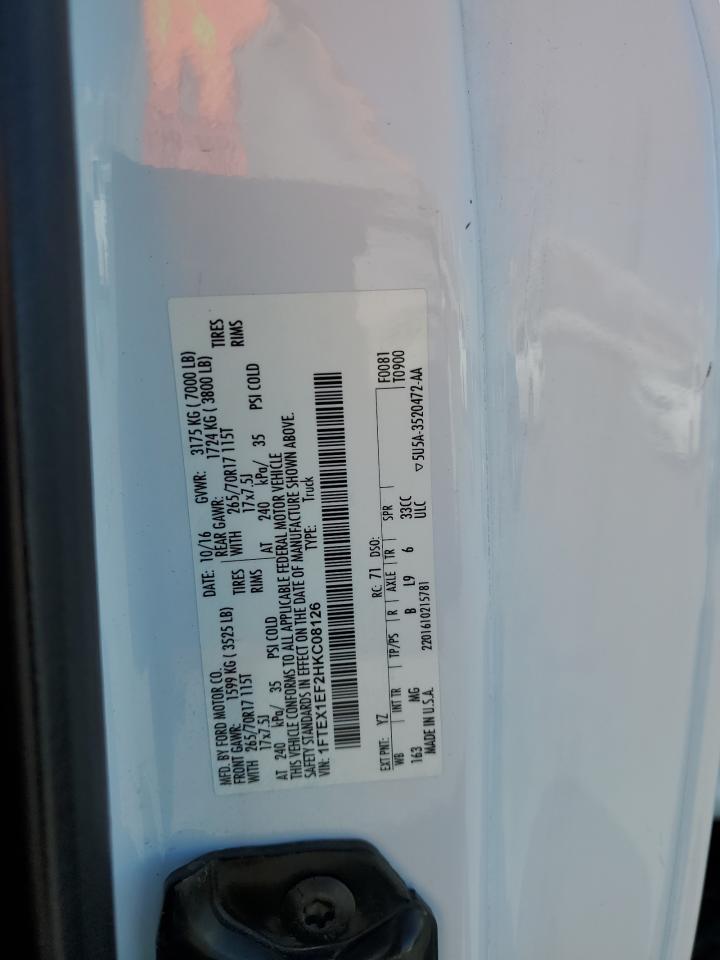 MFD. BY FORD MOTOR CO.
DATE: 10/16 GVWR: 3175 KG ( 7000 LB)
FRONT GAWR: 1599 KG ( 3525 LB) REAR GAWR: 1724 KG ( 3800 LB)
WITH 265/70R17 115T TIRES WITH 265/70R17 115T TIRES
17x7.5J RIMS 17x7.5J RIMS
AT 240 kPa/ 35 PSI COLD AT 240 kPa/ 35 PSI COLD
THIS VEHICLE CONFORMS TO ALL APPLICABLE FEDERAL MOTOR VEHICLE
SAFETY STANDARDS IN EFFECT ON THE DATE OF MANUFACTURE SHOWN ABOVE.
VIN: 1FTEX1EF2HKC08126 TYPE: Truck
EXT PNT: YZ RC: 71 DSO: F0081
WB INT TR TP/PS R AXLE TR SPR T0900
163 MG B L9 6 33CC
MADE IN U.S.A. 2201610215781 ULC ▽5U5A-3520472-AA